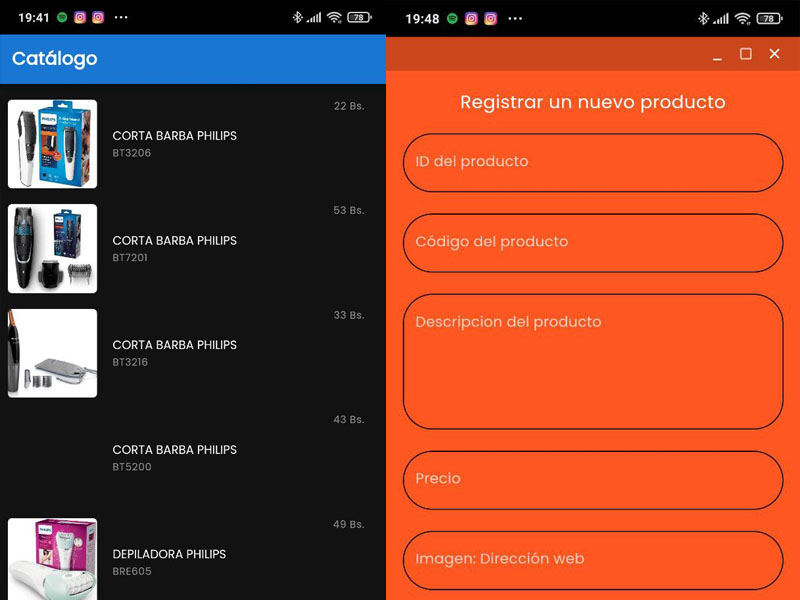 19:41
78
Catálogo
22 Bs.
CORTA BARBA PHILIPS
BT3206
53 Bs.
CORTA BARBA PHILIPS
BT7201
33 Bs.
CORTA BARBA PHILIPS
BT3216
43 Bs.
CORTA BARBA PHILIPS
BT5200
49 Bs.
DEPILADORA PHILIPS
BRE605
19:48
78
Registrar un nuevo producto
ID del producto
Código del producto
Descripcion del producto
Precio
Imagen: Dirección web